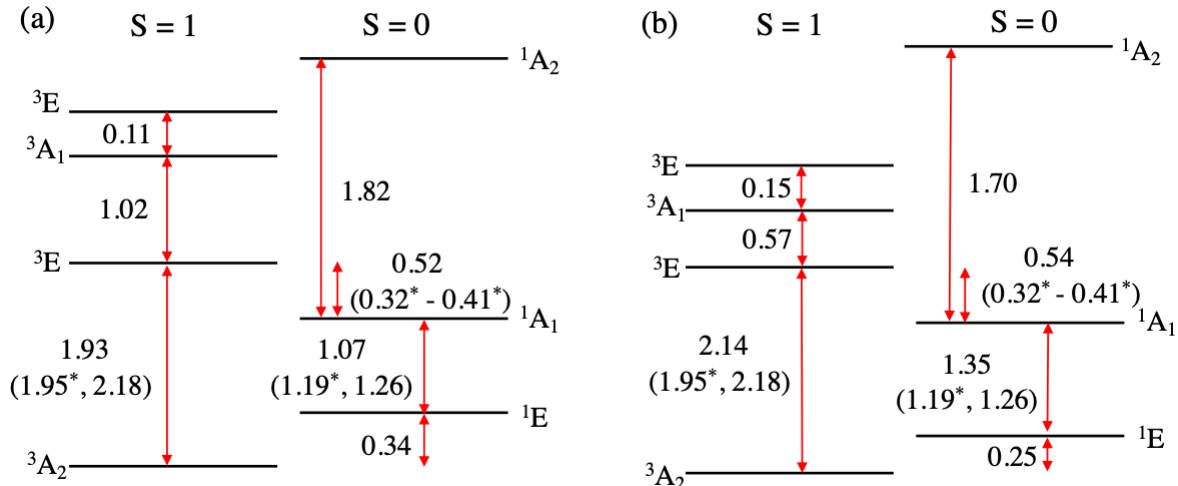 (a)
S = 1
S = 0
¹A₂
³E
0.11
³A₁
1.02
1.82
³E
0.52
(0.32* - 0.41*)
¹A₁
1.93
(1.95*, 2.18)
1.07
(1.19*, 1.26)
¹E
0.34
³A₂
(b)
S = 1
S = 0
¹A₂
³E
0.15
1.70
³A₁
0.57
³E
0.54
(0.32* - 0.41*)
¹A₁
2.14
(1.95*, 2.18)
1.35
(1.19*, 1.26)
¹E
0.25
³A₂